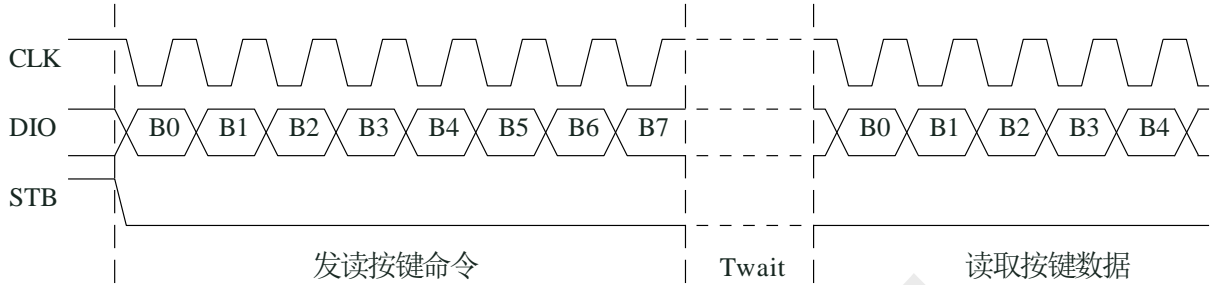 CLK
DIO B0 B1 B2 B3 B4 B5 B6 B7 B0 B1 B2 B3 B4
STB
发读按键命令 Twait 读取按键数据